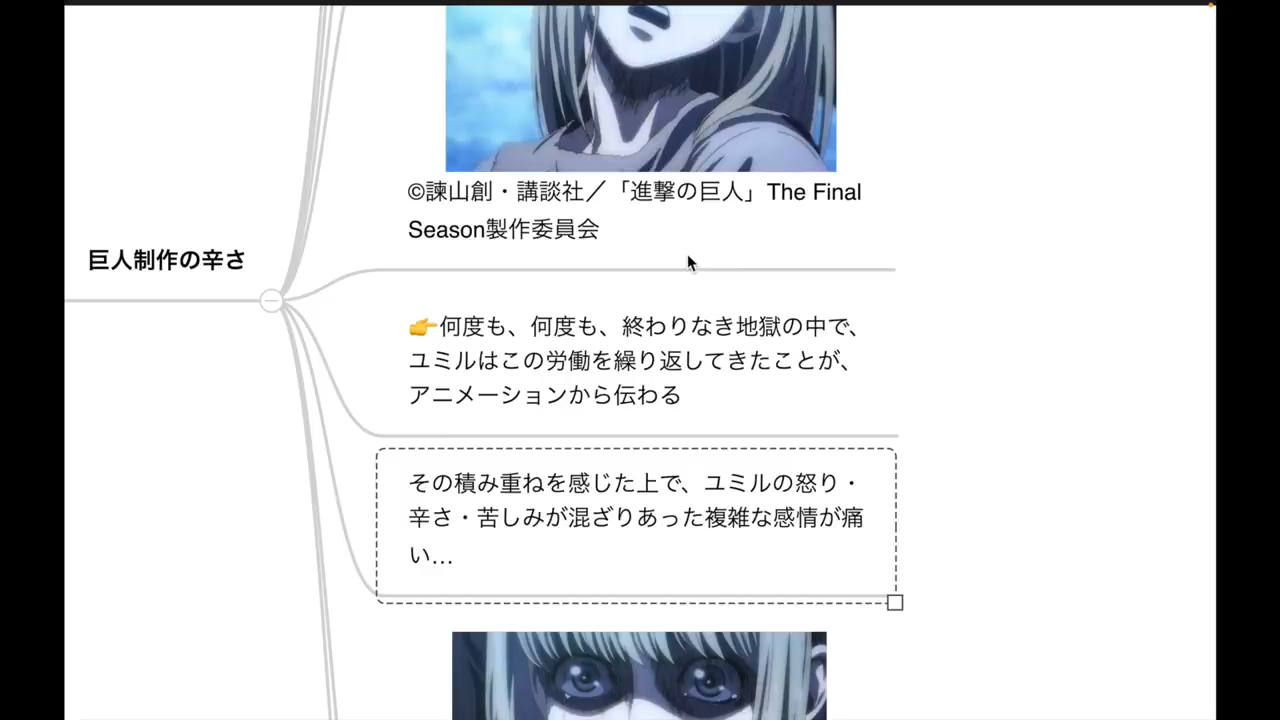 ©諫山創・講談社／「進撃の巨人」The Final
Season製作委員会
巨人制作の辛さ
👉何度も、何度も、終わりなき地獄の中で、
ユミルはこの労働を繰り返してきたことが、
アニメーションから伝わる
その積み重ねを感じた上で、ユミルの怒り・
辛さ・苦しみが混ざりあった複雑な感情が痛
い…